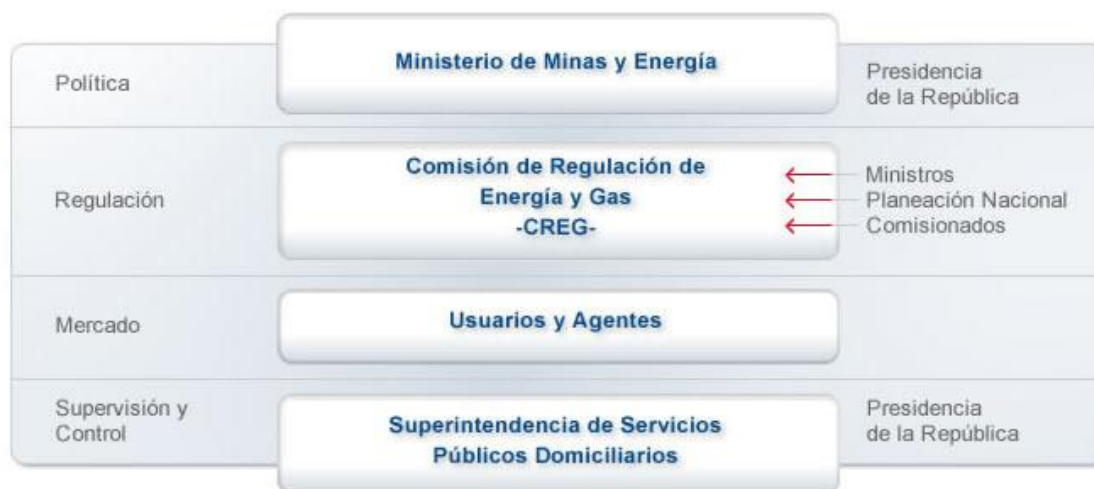 Política
Ministerio de Minas y Energía
Presidencia
de la República
Regulación
Comisión de Regulación de
Energía y Gas
-CREG-
Ministros
Planeación Nacional
Comisionados
Mercado
Usuarios y Agentes
Supervisión y
Control
Superintendencia de Servicios
Públicos Domiciliarios
Presidencia
de la República